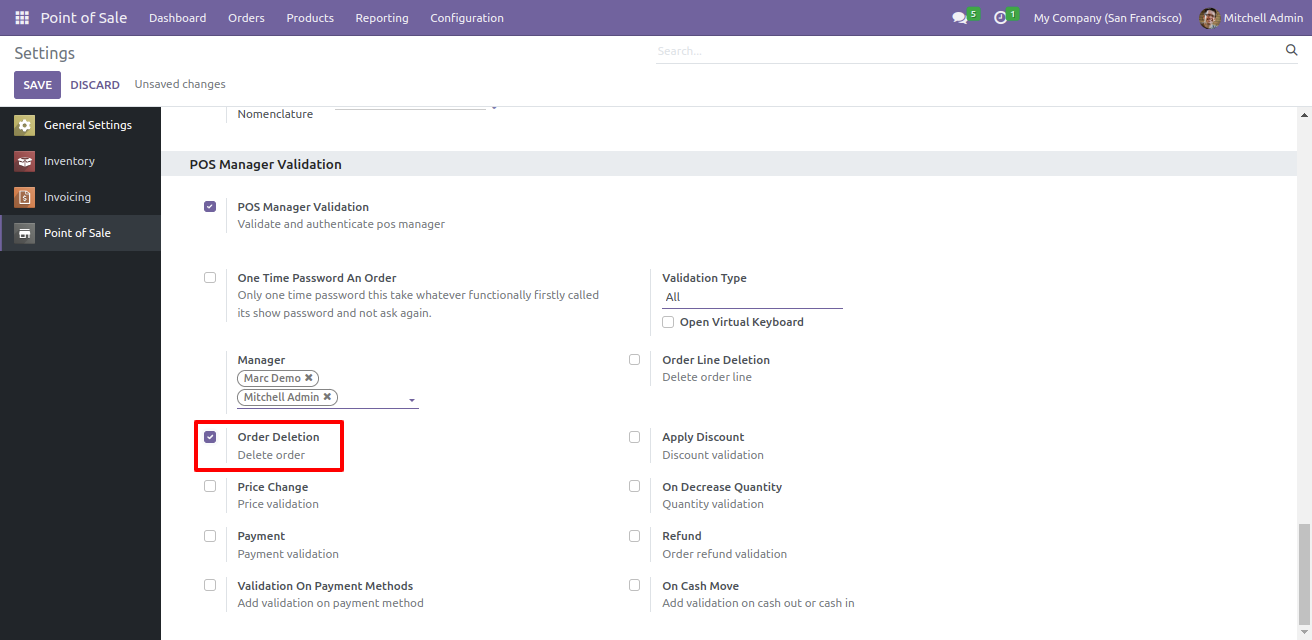 Point of Sale Dashboard Orders Products Reporting Configuration 5 1 My Company (San Francisco) Mitchell Admin
Settings Search...
SAVE DISCARD Unsaved changes
General Settings
Inventory
Invoicing
Point of Sale
Nomenclature
POS Manager Validation
POS Manager Validation
Validate and authenticate pos manager
One Time Password An Order
Only one time password this take whatever functionally firstly called
its show password and not ask again.
Validation Type
All
Open Virtual Keyboard
Manager
Marc Demo ✖
Mitchell Admin ✖
Order Line Deletion
Delete order line
Order Deletion
Delete order
Apply Discount
Discount validation
Price Change
Price validation
On Decrease Quantity
Quantity validation
Payment
Payment validation
Refund
Order refund validation
Validation On Payment Methods
Add validation on payment method
On Cash Move
Add validation on cash out or cash in